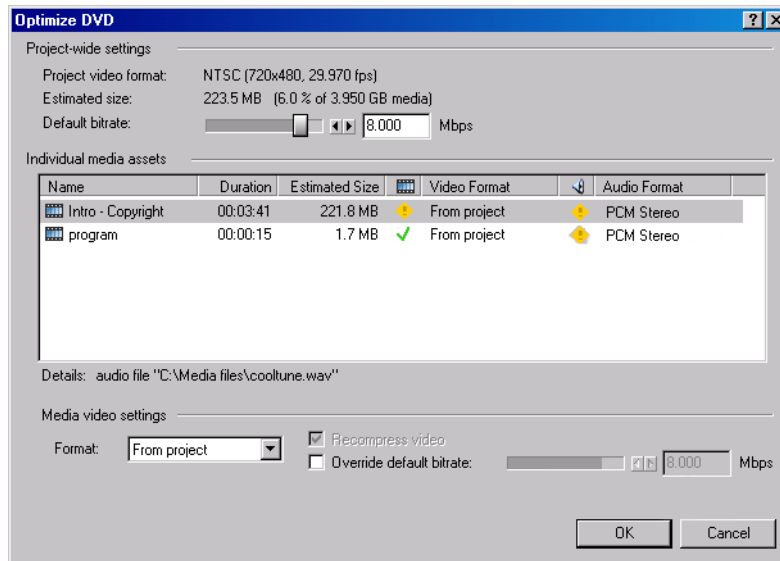 Optimize DVD
Project-wide settings
Project video format: NTSC (720x480, 29.970 fps)
Estimated size: 223.5 MB (6.0 % of 3.950 GB media)
Default bitrate: 8.000 Mbps
Individual media assets
Name Duration Estimated Size Video Format Audio Format
Intro - Copyright 00:03:41 221.8 MB From project PCM Stereo
program 00:00:15 1.7 MB From project PCM Stereo
Details: audio file "C:\Media files\cooltune.wav"
Media video settings
Format: From project
Recompress video
Override default bitrate: 8.000 Mbps
OK Cancel